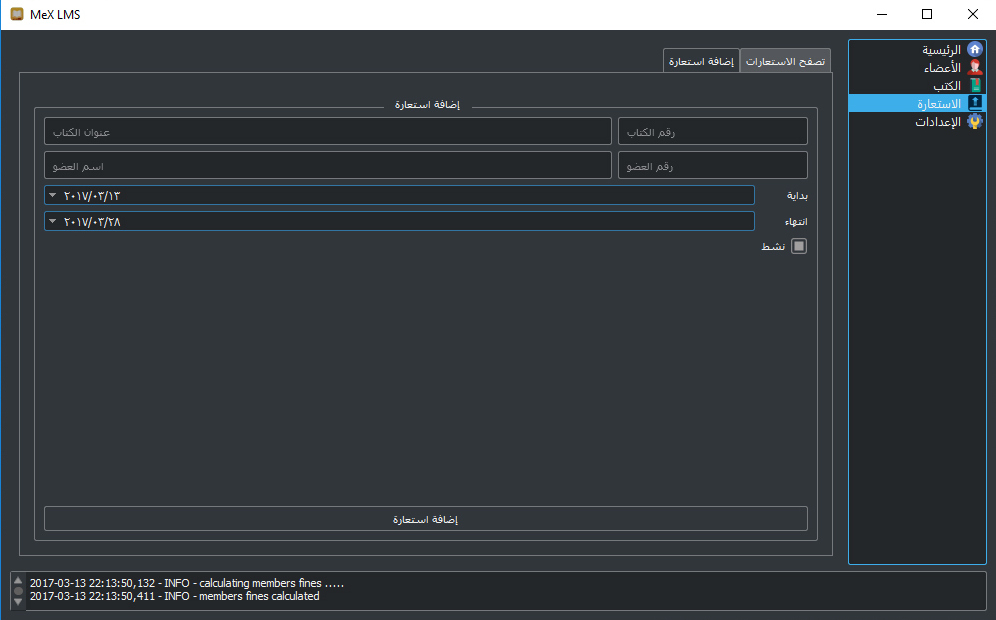 MeX LMS
الرئيسية
الأعضاء
الكتب
الاستعارة
الإعدادات
تصفح الاستعارات
إضافة استعارة
إضافة استعارة
رقم الكتاب
عنوان الكتاب
رقم العضو
اسم العضو
بداية
٢٠١٧/٠٣/١٣
انتهاء
٢٠١٧/٠٣/٢٨
نشط
إضافة استعارة
2017-03-13 22:13:50,132 - INFO - calculating members fines .....
2017-03-13 22:13:50,411 - INFO - members fines calculated